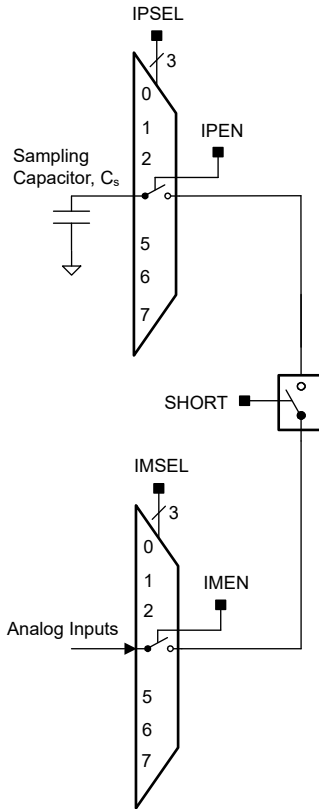 IPSEL
3
0
IPEN
1
Sampling
Capacitor, Cₛ
2
5
6
7
SHORT
IMSEL
3
0
1
IMEN
2
Analog Inputs
5
6
7